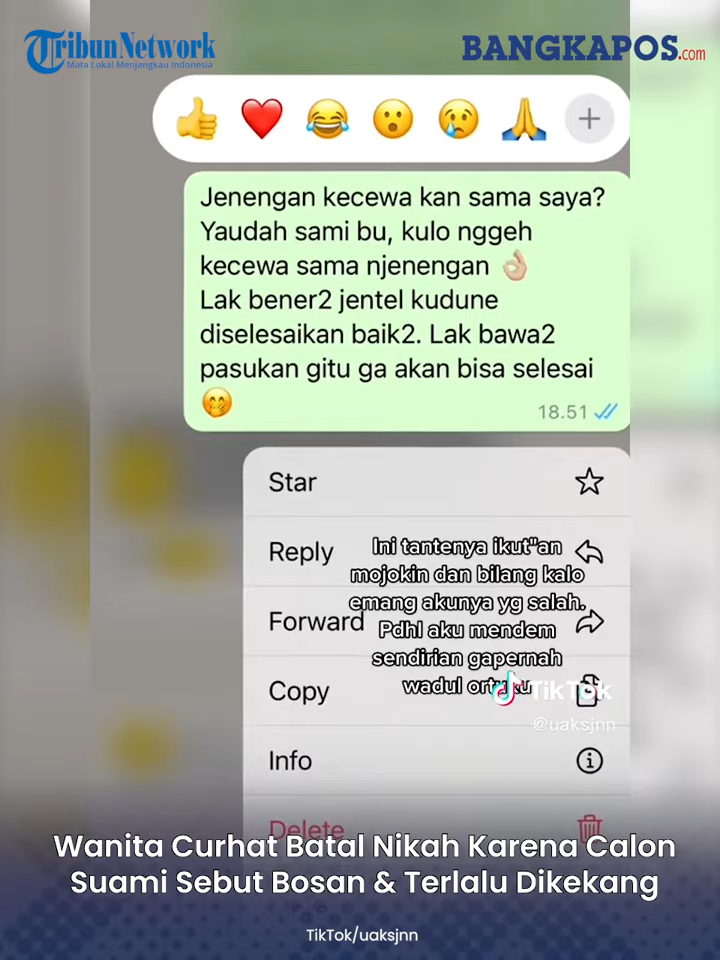 TribunNetwork
Mata Lokal Menjangkau Indonesia
BANGKAPOS.com
Jenengan kecewa kan sama saya?
Yaudah sami bu, kulo nggeh
kecewa sama njenengan 👌🏼
Lak bener2 jentel kudune
diselesaikan baik2. Lak bawa2
pasukan gitu ga akan bisa selesai
🤭
18.51
Star
Reply
Forward
Copy
Info
Delete
Ini tantenya ikut"an
mojokin dan bilang kalo
emang akunya yg salah.
Pdhl aku mendem
sendirian gapernah
wadul ortuku
TikTok
@uaksjnn
Wanita Curhat Batal Nikah Karena Calon
Suami Sebut Bosan & Terlalu Dikekang
TikTok/uaksjnn